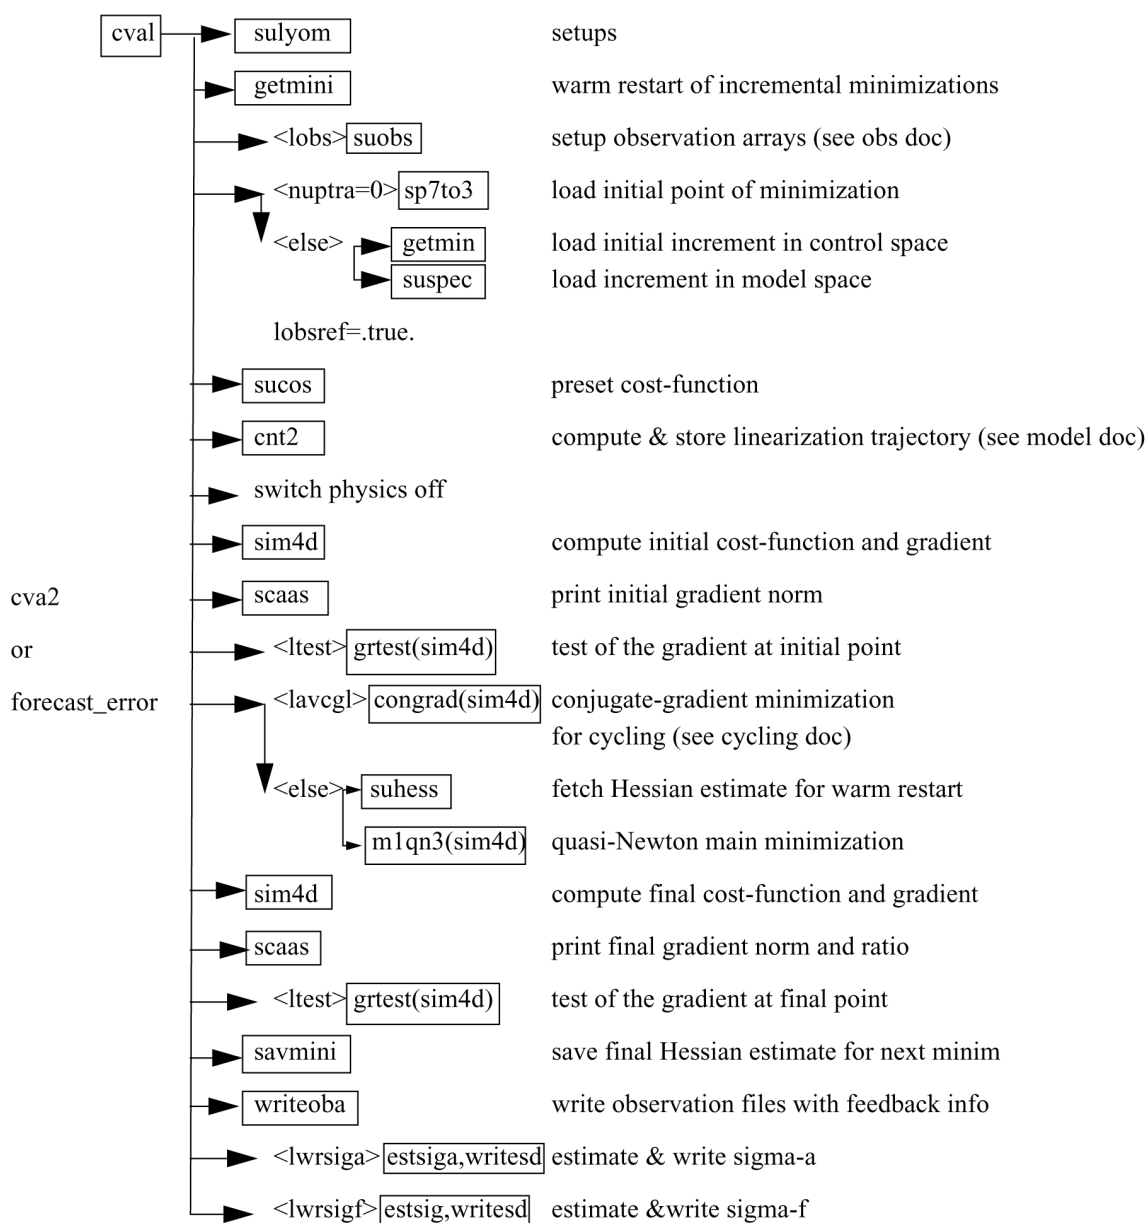 cval sulyom setups
getmini warm restart of incremental minimizations
<lobs> suobs setup observation arrays (see obs doc)
<nuptra=0> sp7to3 load initial point of minimization
<else> getmin load initial increment in control space
suspec load increment in model space
lobsref=.true.
sucos preset cost-function
cnt2 compute & store linearization trajectory (see model doc)
switch physics off
sim4d compute initial cost-function and gradient
cva2 scaas print initial gradient norm
or <ltest> grtest(sim4d) test of the gradient at initial point
forecast_error <lavcgl> congrad(sim4d) conjugate-gradient minimization
for cycling (see cycling doc)
<else> suhess fetch Hessian estimate for warm restart
m1qn3(sim4d) quasi-Newton main minimization
sim4d compute final cost-function and gradient
scaas print final gradient norm and ratio
<ltest> grtest(sim4d) test of the gradient at final point
savmini save final Hessian estimate for next minim
writeoba write observation files with feedback info
<lwrsiga> estsiga,writesd estimate & write sigma-a
<lwrsigf> estsig,writesd estimate &write sigma-f